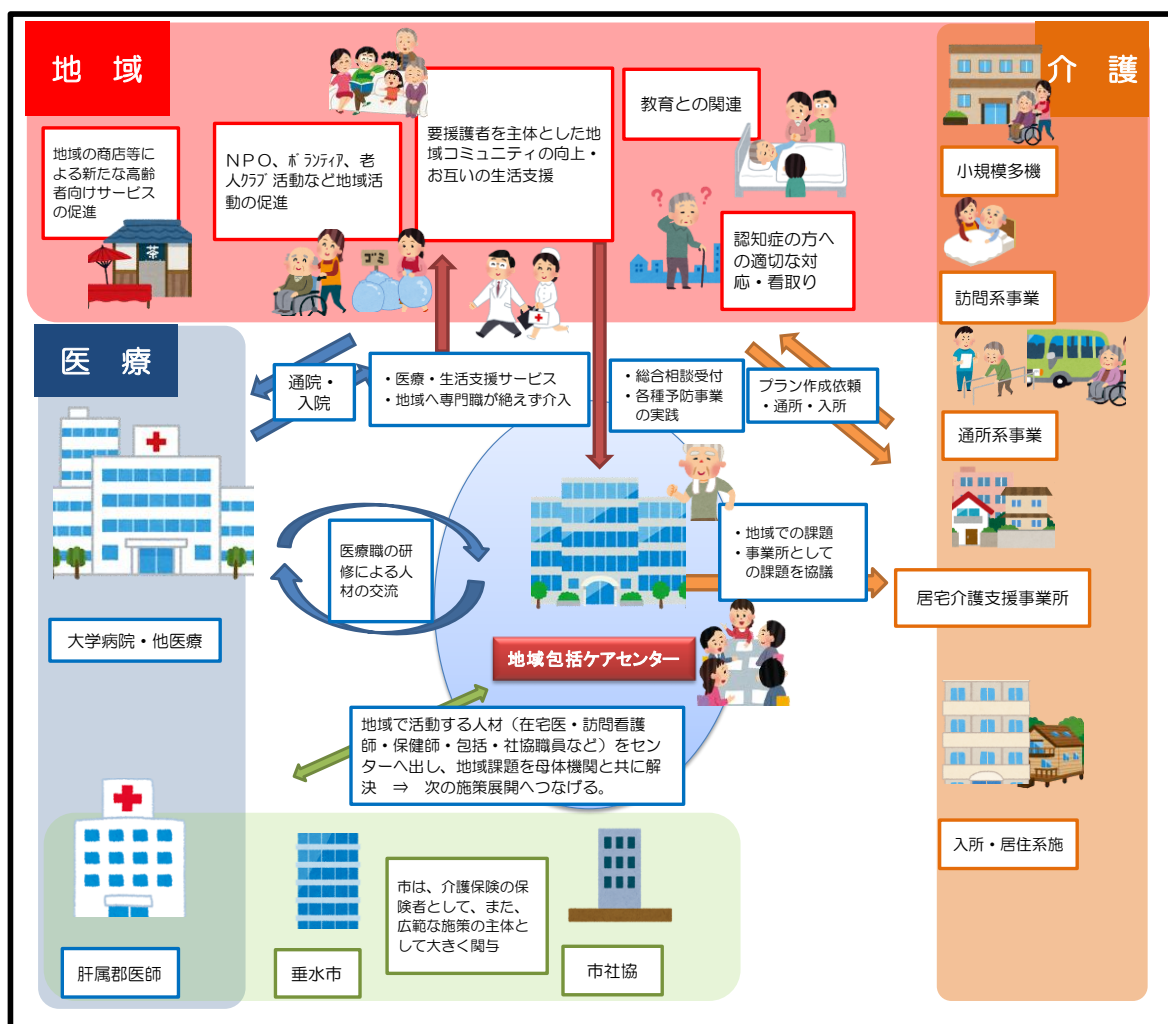 地 域
介 護
教育との関連
地域の商店等に
よる新たな高齢
者向けサービス
の促進
NPO、ボランティア、老
人クラブ活動など地域活
動の促進
要援護者を主体とした地
域コミュニティの向上・
お互いの生活支援
小規模多機
茶
ゴミ
? ?
認知症の方へ
の適切な対
応・看取り
訪問系事業
医 療
通院・
入院
・医療・生活支援サービス
・地域へ専門職が絶えず介入
・総合相談受付
・各種予防事業
の実践
プラン作成依頼
・通所・入所
通所系事業
医療職の研
修による人
材の交流
・地域での課題
・事業所として
の課題を協議
居宅介護支援事業所
大学病院・他医療
地域包括ケアセンター
地域で活動する人材（在宅医・訪問看護
師・保健師・包括・社協職員など）をセン
ターへ出し、地域課題を母体機関と共に解
決 ⇒ 次の施策展開へつなげる。
入所・居住系施
市は、介護保険の保
険者として、また、
広範な施策の主体と
して大きく関与
肝属郡医師
垂水市
市社協